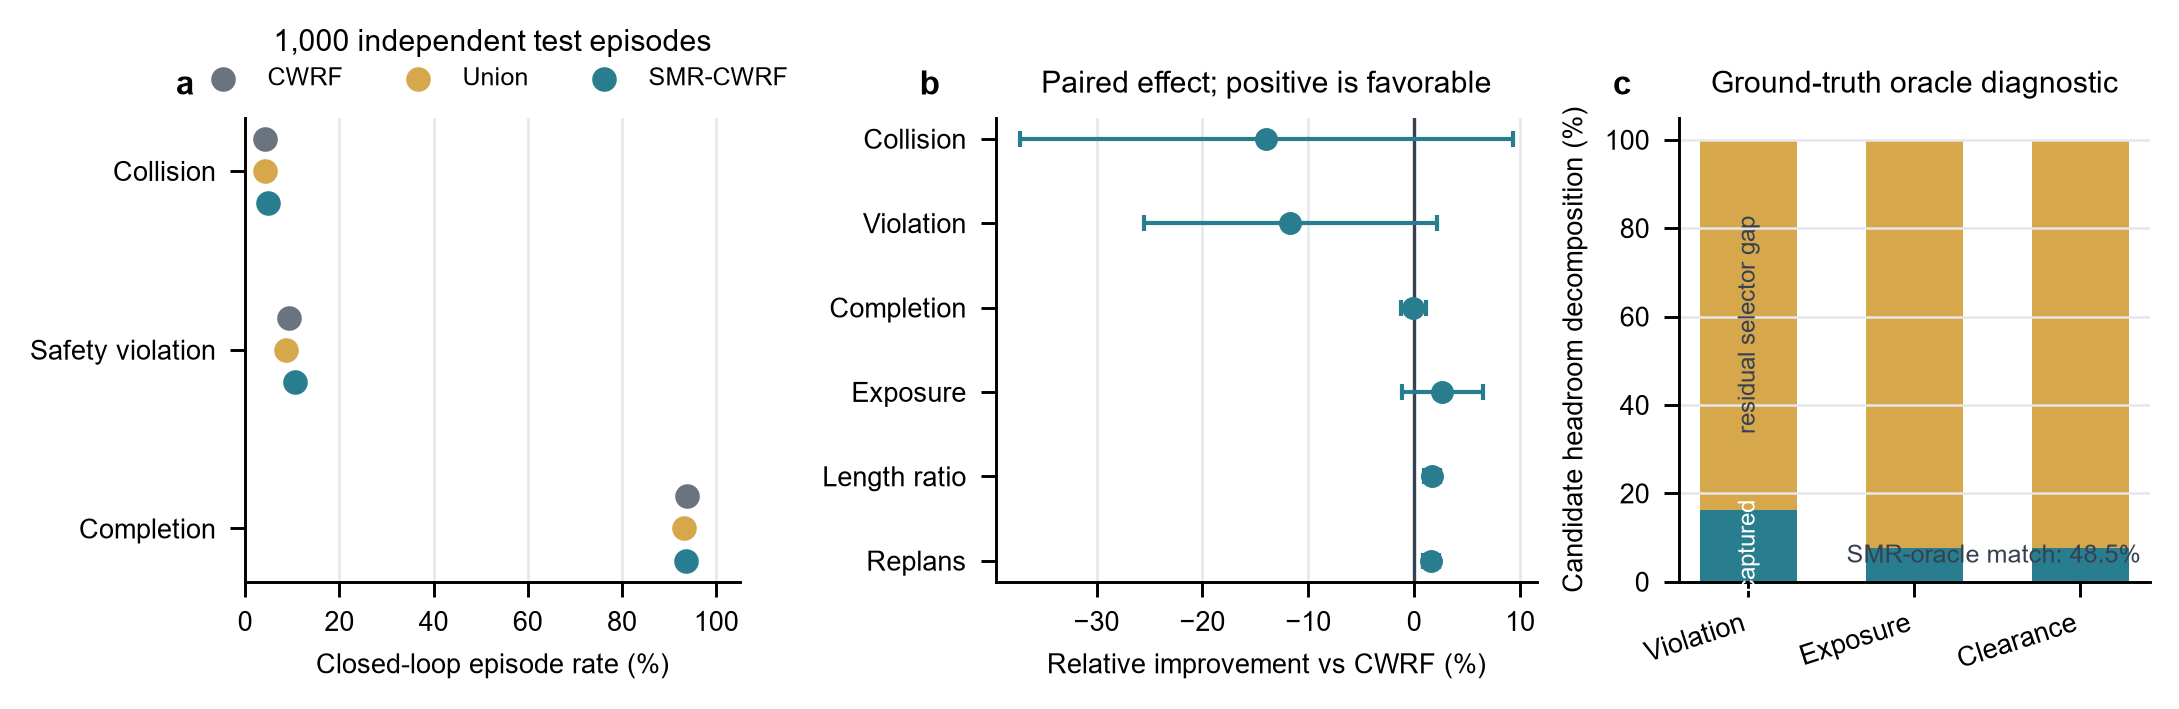 1,000 independent test episodes
a
CWRF
Union
SMR-CWRF
Collision
Safety violation
Completion
0
20
40
60
80
100
Closed-loop episode rate (%)
b
Paired effect; positive is favorable
Collision
Violation
Completion
Exposure
Length ratio
Replans
−30
−20
−10
0
10
Relative improvement vs CWRF (%)
c
Ground-truth oracle diagnostic
Candidate headroom decomposition (%)
100
80
60
40
20
0
residual selector gap
captured
SMR-oracle match: 48.5%
Violation
Exposure
Clearance